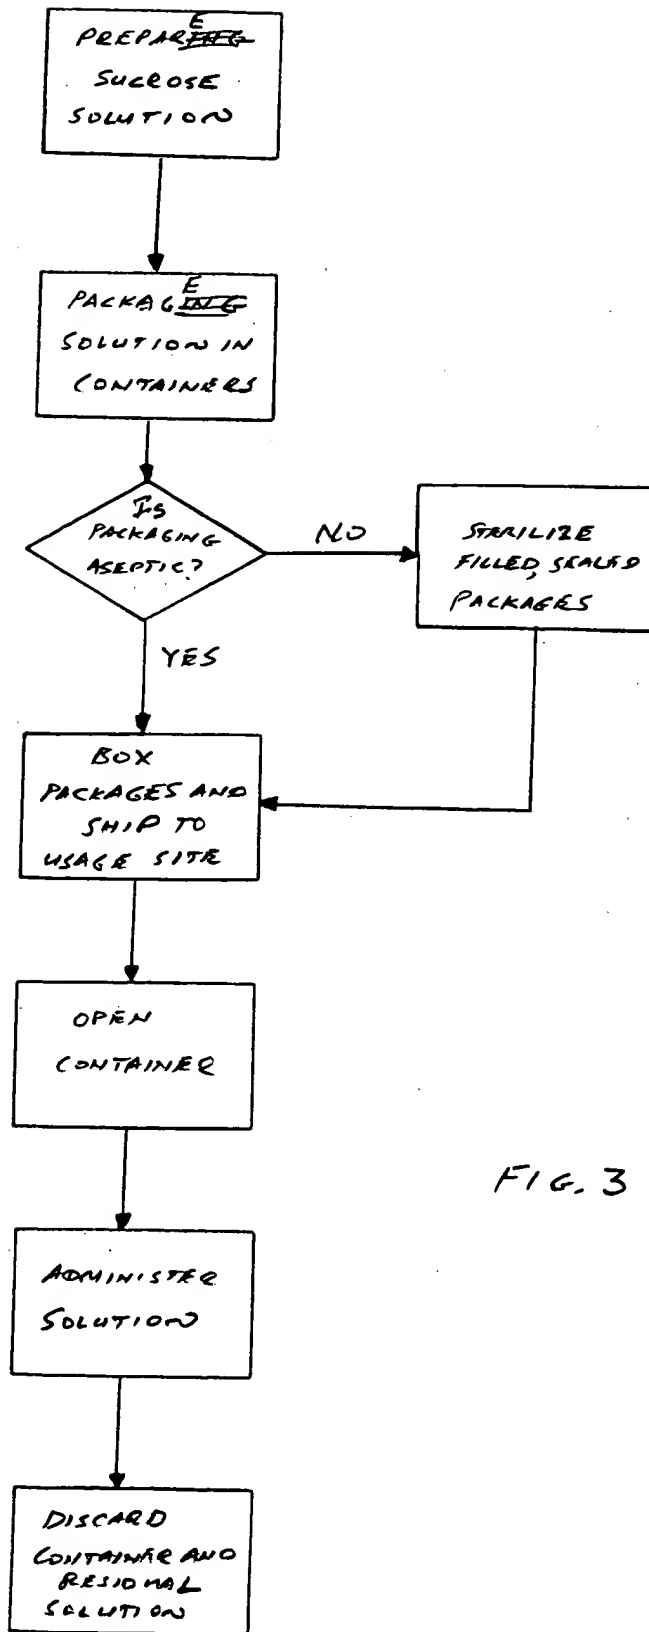 PREPARE
SUCROSE
SOLUTION
PACKAGE
SOLUTION IN
CONTAINERS
Is
PACKAGING
ASEPTIC?
NO
STERILIZE
FILLED, SEALED
PACKAGES
YES
BOX
PACKAGES AND
SHIP TO
USAGE SITE
OPEN
CONTAINER
FIG. 3
ADMINISTER
SOLUTION
DISCARD
CONTAINER AND
RESIDUAL
SOLUTION